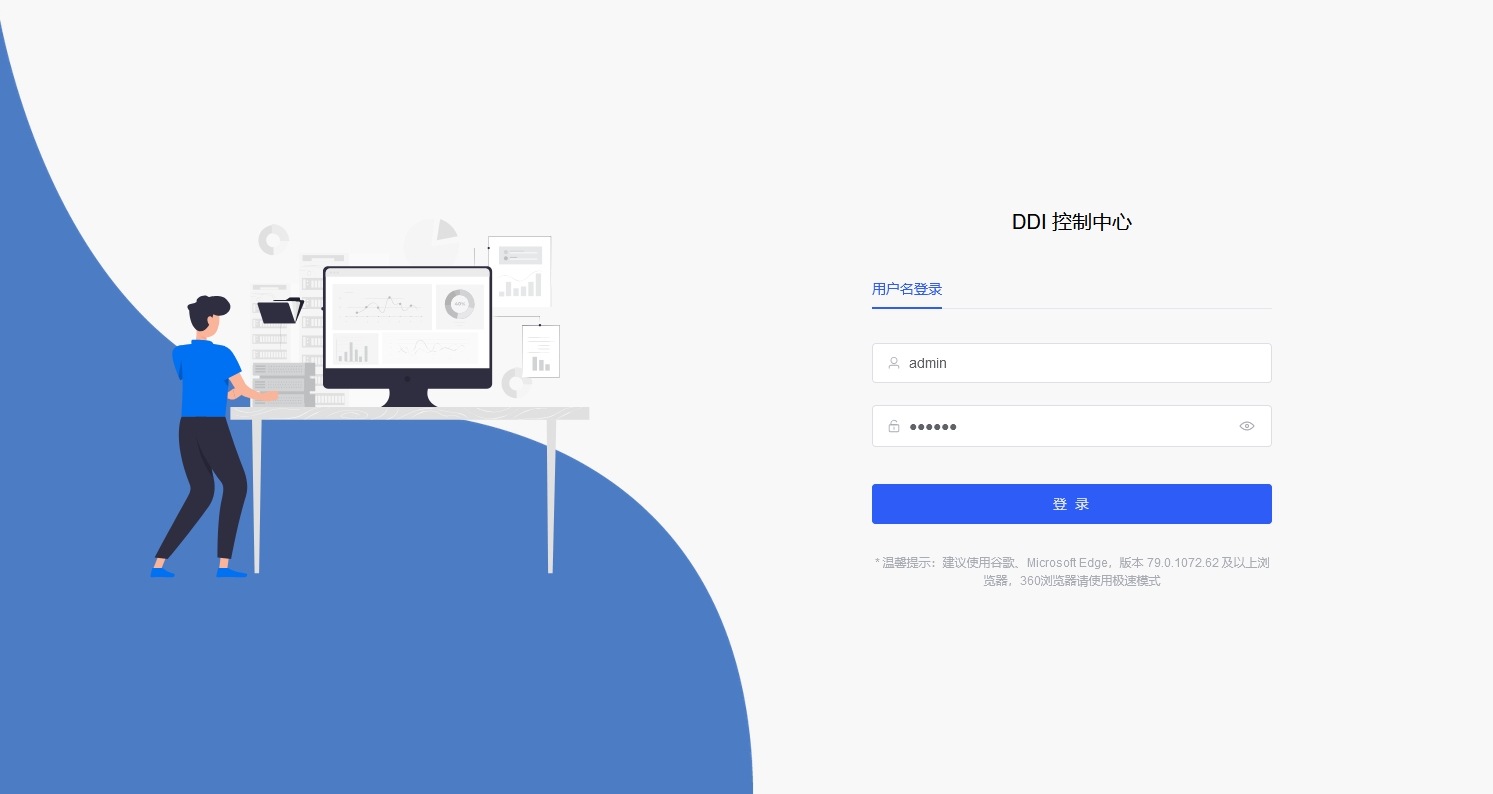 DDI 控制中心
用户名登录
admin
••••••
登 录
* 温馨提示：建议使用谷歌、Microsoft Edge，版本 79.0.1072.62 及以上浏
览器，360浏览器请使用极速模式